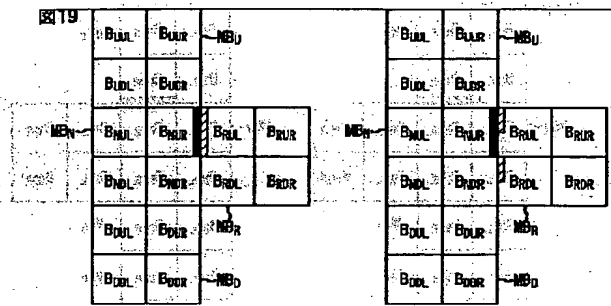 図19
BUUL BUUR MBU BUUL BUUR MBU
BUDL BUDR BUDL BUDR
MBN BNUL BNUR BRUL BRUR MBN BNUL BNUR BRUL BRUR
BNDL BNDR BRDL BRDR BNDL BNDR BRDL BRDR
MBR MBR
BDUL BDUR BDUL BDUR
BDDL BDDR MBD BDDL BDDR MBD